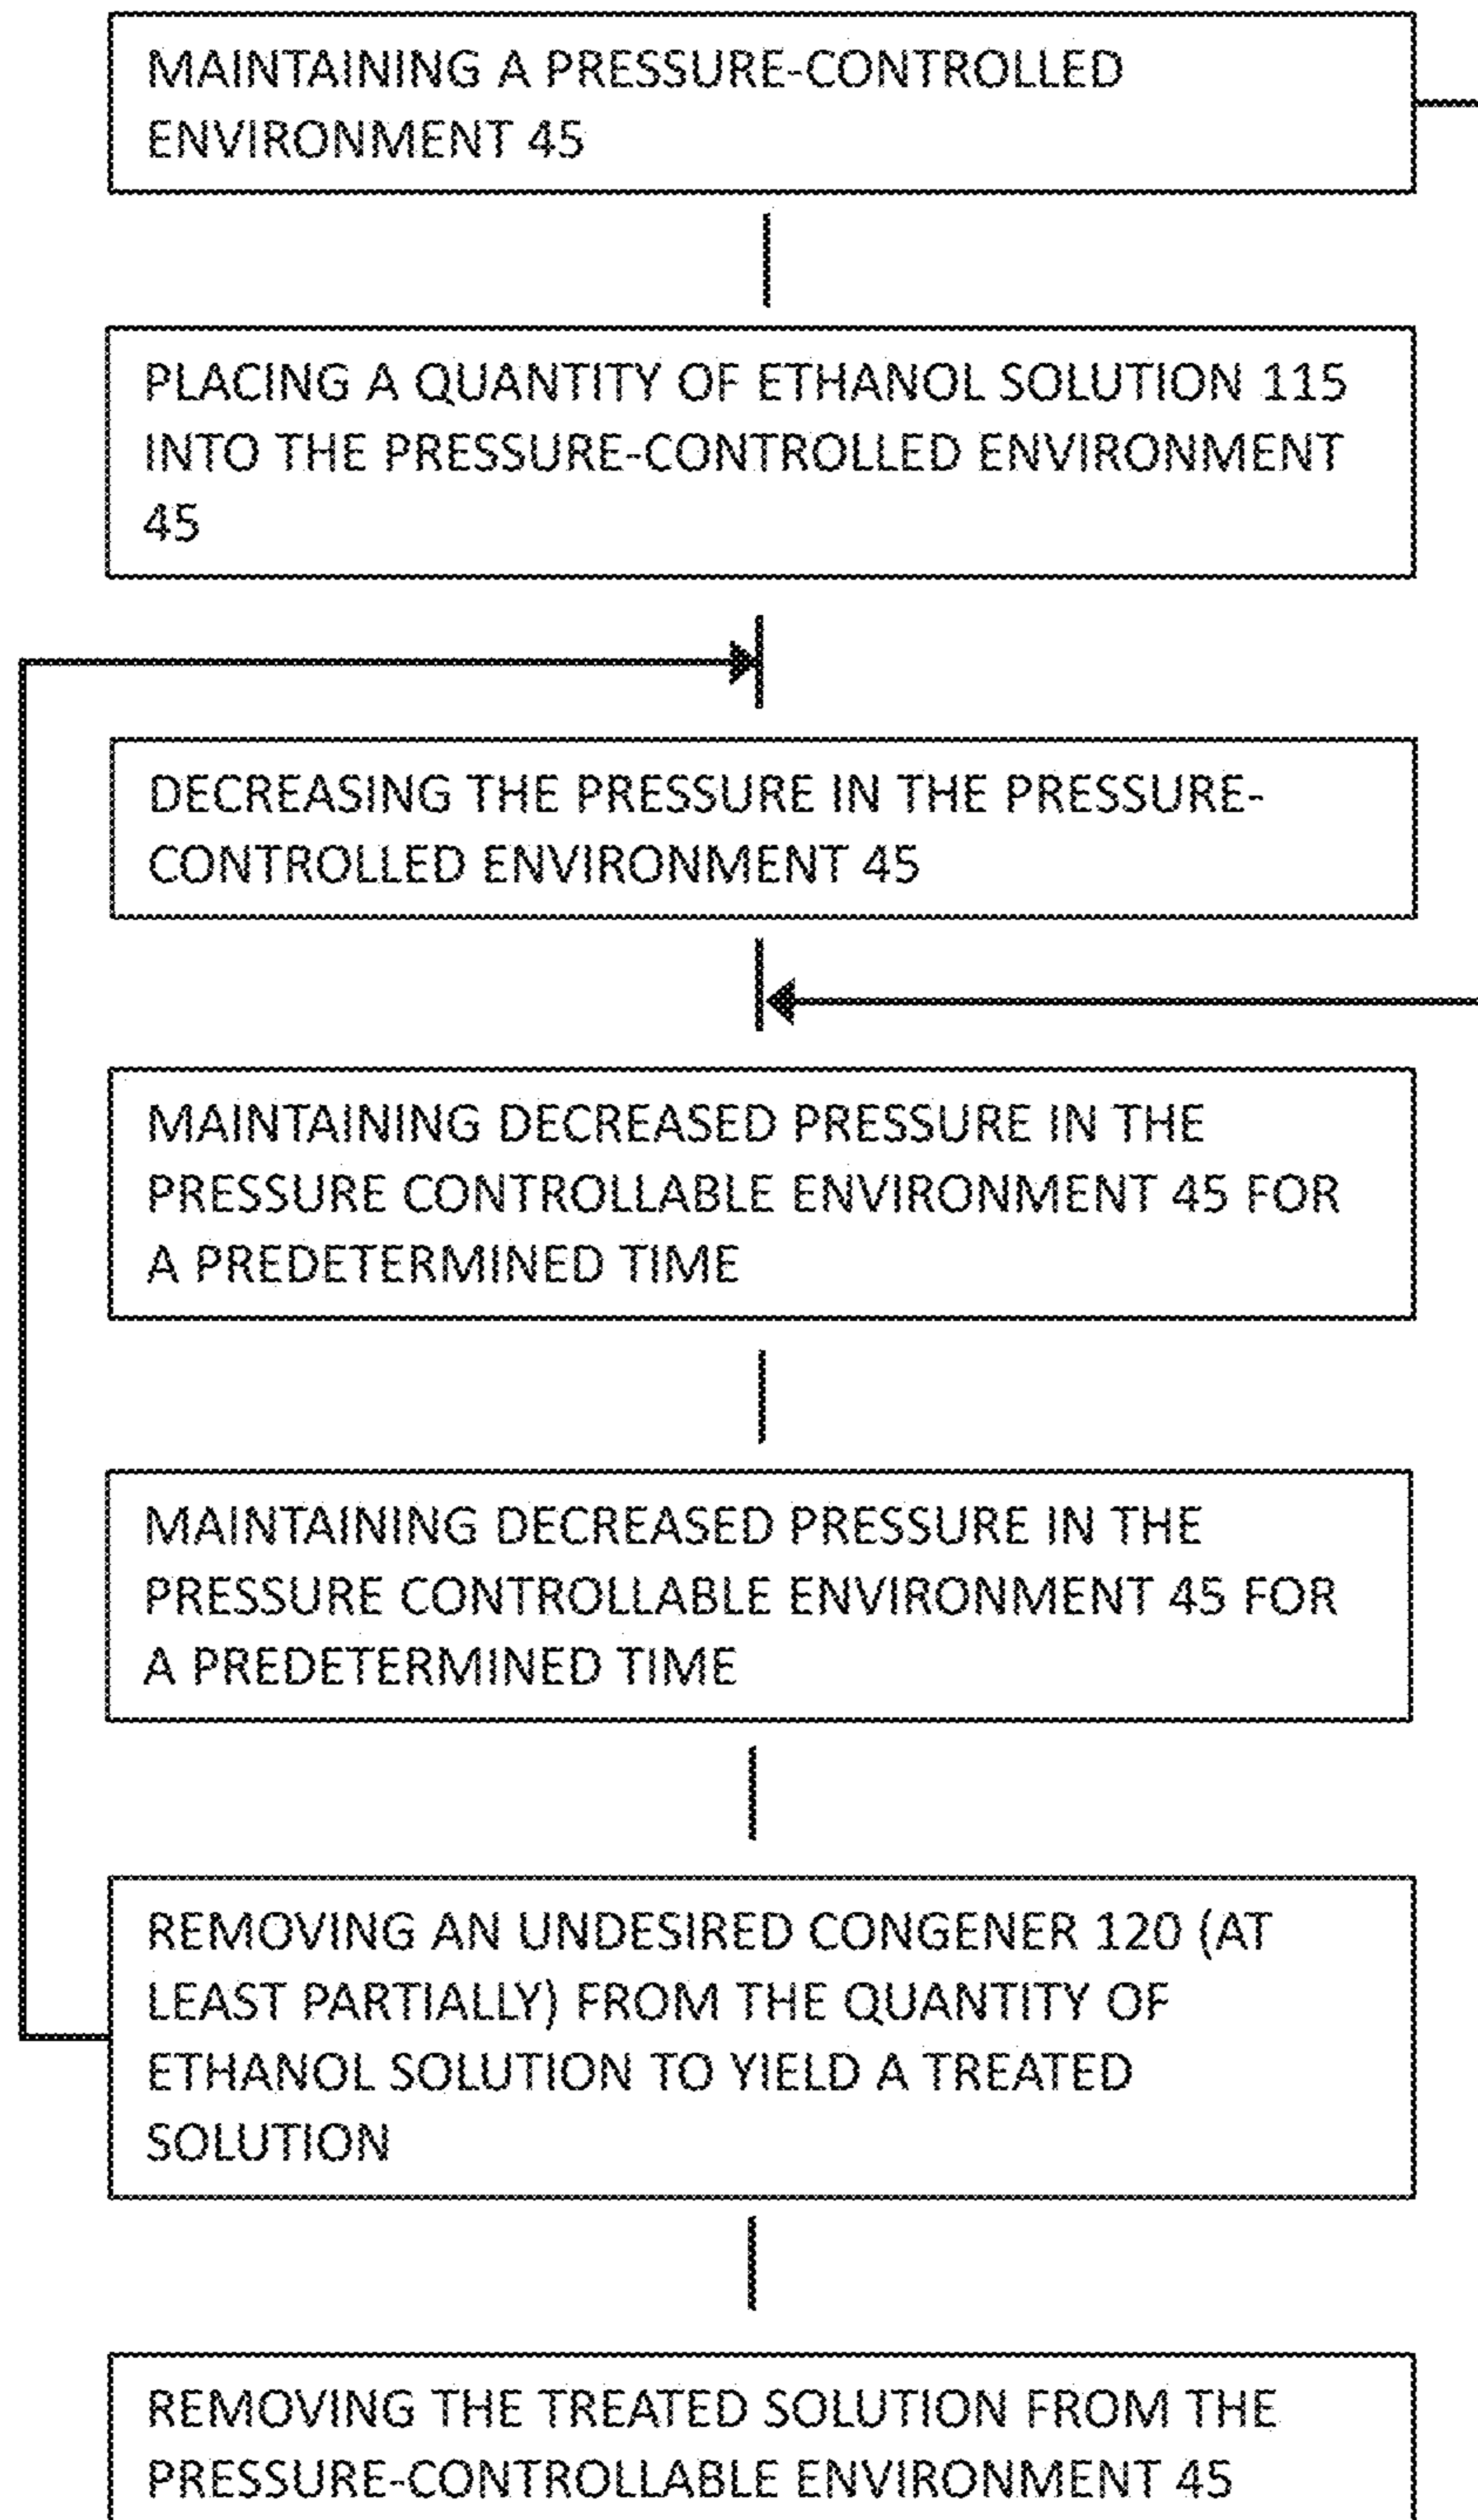 MAINTAINING A PRESSURE-CONTROLLED
ENVIRONMENT 45
PLACING A QUANTITY OF ETHANOL SOLUTION 115
INTO THE PRESSURE-CONTROLLED ENVIRONMENT
45
DECREASING THE PRESSURE IN THE PRESSURE-
CONTROLLED ENVIRONMENT 45
MAINTAINING DECREASED PRESSURE IN THE
PRESSURE CONTROLLABLE ENVIRONMENT 45 FOR
A PREDETERMINED TIME
MAINTAINING DECREASED PRESSURE IN THE
PRESSURE CONTROLLABLE ENVIRONMENT 45 FOR
A PREDETERMINED TIME
REMOVING AN UNDESIRED CONGENER 120 (AT
LEAST PARTIALLY) FROM THE QUANTITY OF
ETHANOL SOLUTION TO YIELD A TREATED
SOLUTION
REMOVING THE TREATED SOLUTION FROM THE
PRESSURE-CONTROLLABLE ENVIRONMENT 45